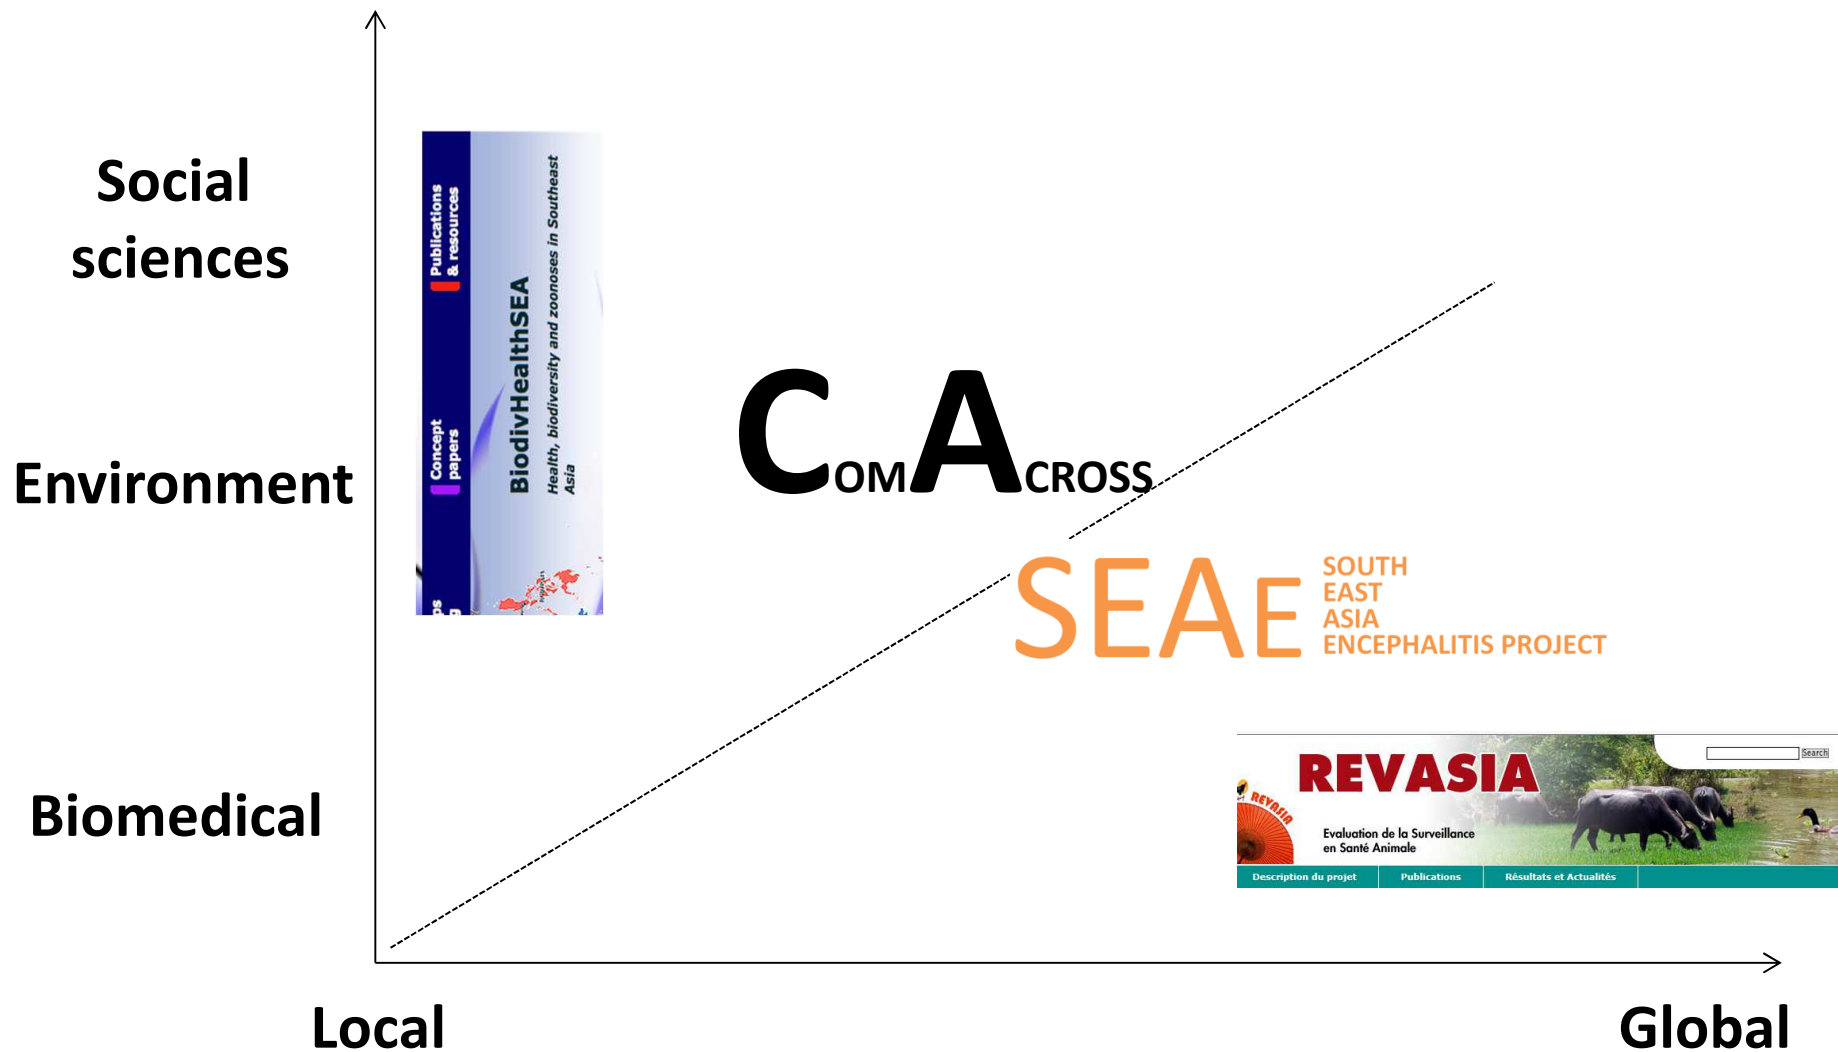 Social
sciences
Environment
Biomedical
Publications
& resources
Concept
papers
BiodivHealthSEA
Health, biodiversity and zoonoses in Southeast
Asia
COMACROSS
SEAE
SOUTH
EAST
ASIA
ENCEPHALITIS PROJECT
REVASIA
Search
REVASIA
Evaluation de la Surveillance
en Santé Animale
Description du projet
Publications
Résultats et Actualités
Local
Global